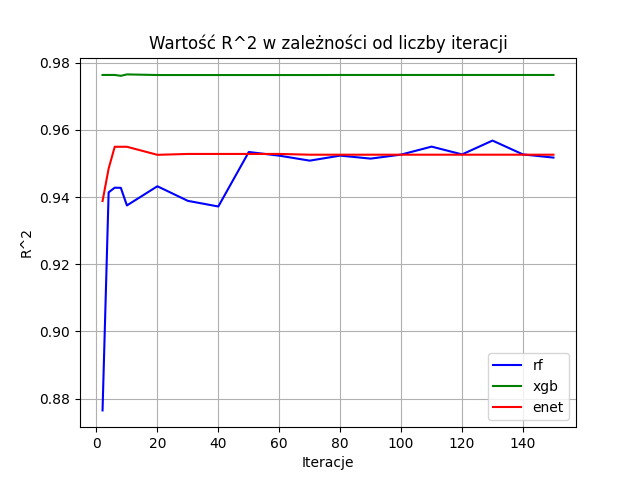 Wartość R^2 w zależności od liczby iteracji
0.98
0.96
0.94
0.92
0.90
0.88
R^2
0 20 40 60 80 100 120 140
Iteracje
rf
xgb
enet